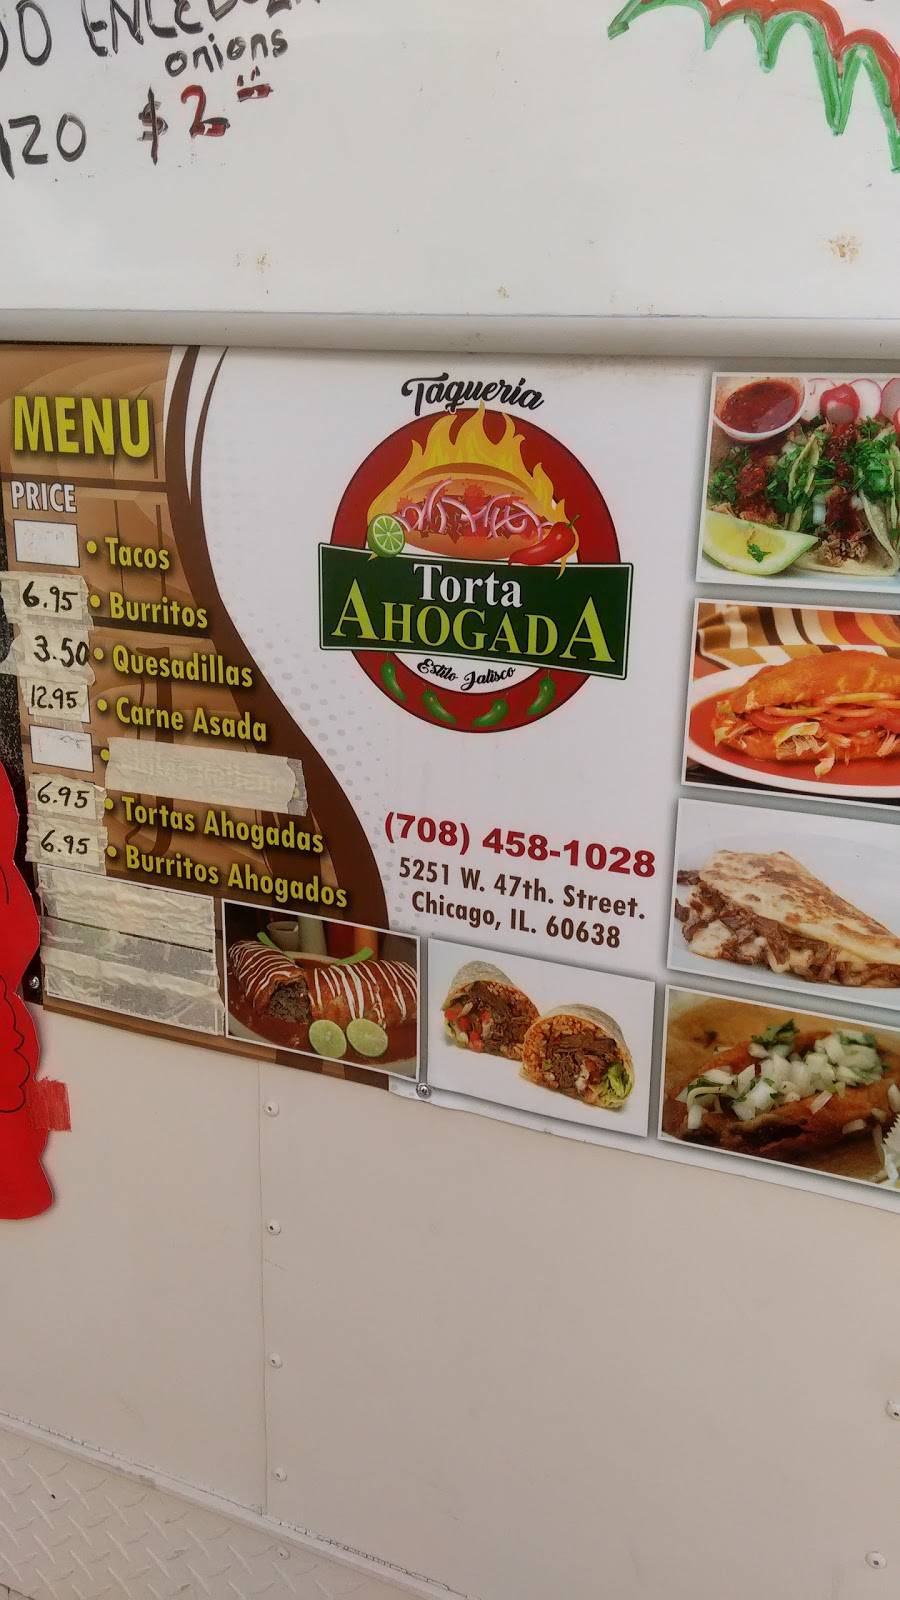 onions
$2
MENU
PRICE
• Tacos
6.95 • Burritos
3.50 • Quesadillas
12.95 • Carne Asada
6.95 • Tortas Ahogadas
6.95 • Burritos Ahogados
Taqueria
Torta
AHOGADA
Estilo Jalisco
(708) 458-1028
5251 W. 47th. Street.
Chicago, IL. 60638